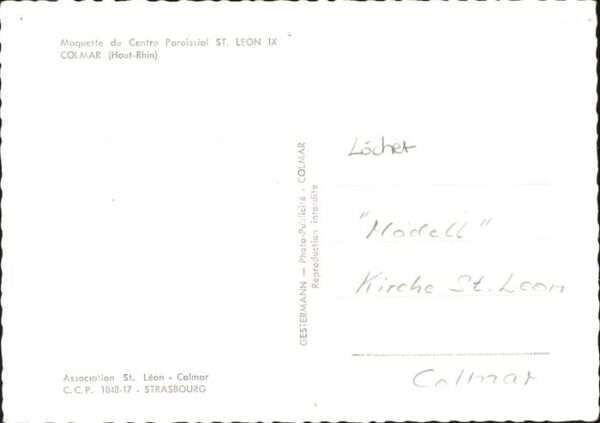 Maquette du Centre Paroissial ST. LEON IX
COLMAR (Haut-Rhin)
GESTERMANN — Photo-Publicité - COLMAR
Reproduction interdite
Löcher
"Modell"
Kirche St. Leon
Colmar
Association St. Léon - Colmar
C.C.P. 1848-17 - STRASBOURG